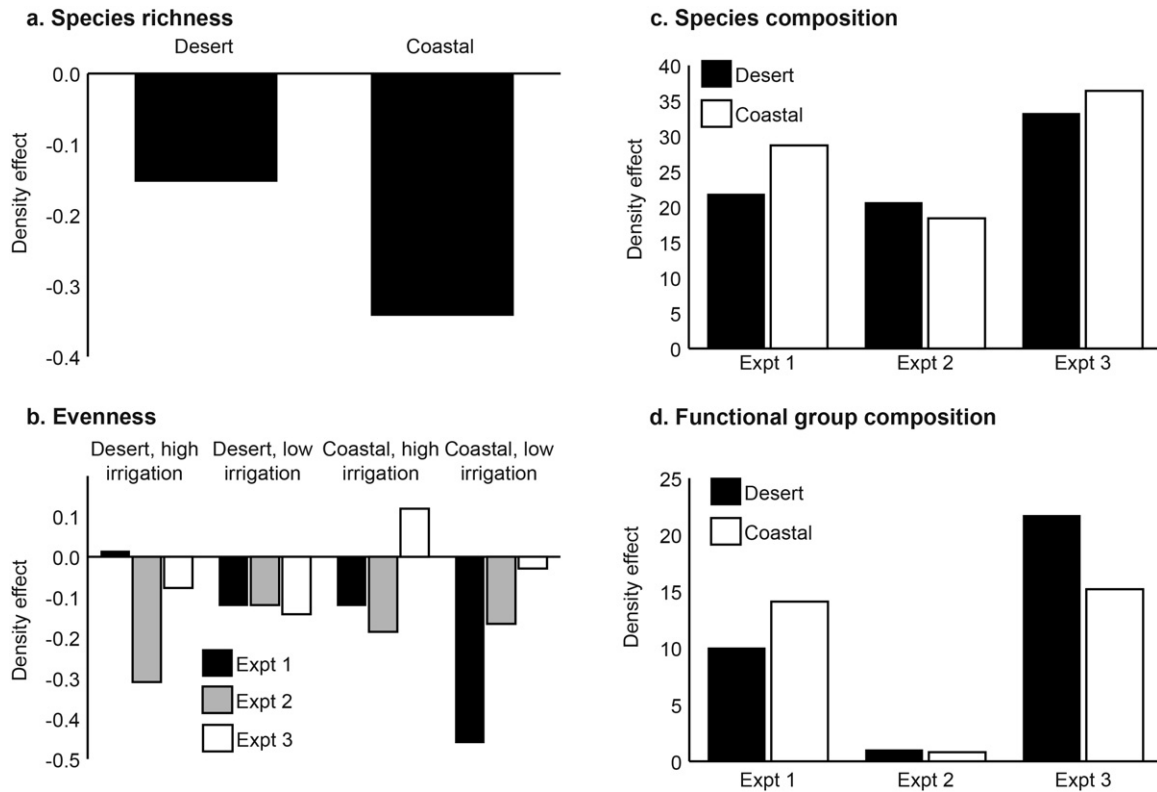 a. Species richness
Desert
Coastal
0.0
-0.1
-0.2
-0.3
-0.4
Density effect
b. Evenness
Desert, high
irrigation
Desert, low
irrigation
Coastal, high
irrigation
Coastal, low
irrigation
0.1
0.0
-0.1
-0.2
-0.3
-0.4
-0.5
Density effect
Expt 1
Expt 2
Expt 3
c. Species composition
40
35
30
25
20
15
10
5
0
Density effect
Desert
Coastal
Expt 1
Expt 2
Expt 3
d. Functional group composition
25
20
15
10
5
0
Density effect
Desert
Coastal
Expt 1
Expt 2
Expt 3